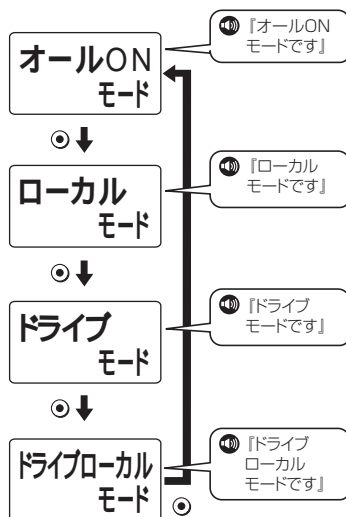 オールON
モード
『オールON
モードです』
ローカル
モード
『ローカル
モードです』
ドライブ
モード
『ドライブ
モードです』
ドライブローカル
モード
『ドライブ
ローカル
モードです』